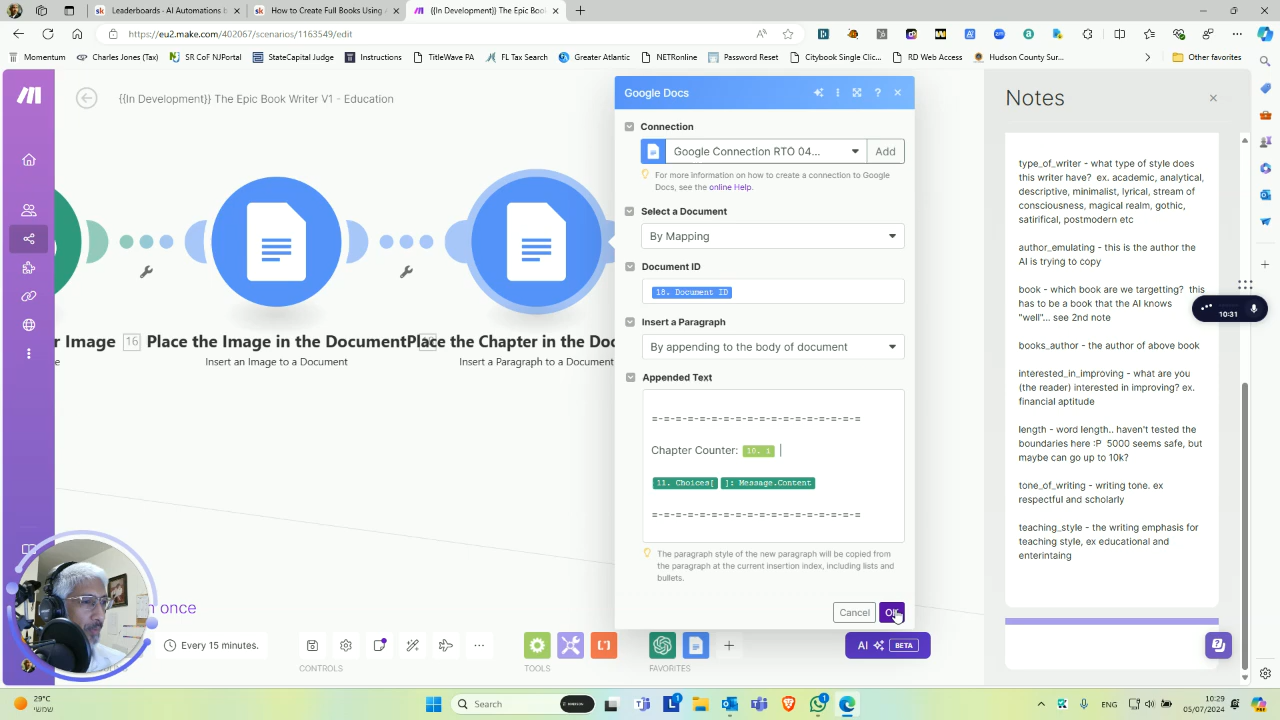 Leaderboards - AI Automations b
How to Create Full Books Using A
{{In Development}} The Epic Book
https://eu2.make.com/402067/scenarios/1163549/edit
Momentum
Charles Jones (Tax)
SR CoF NJPortal
StateCapital Judge
Instructions
TitleWave PA
FL Tax Search
Greater Atlantic
NETRonline
Password Reset
Citybook Single Clic...
RD Web Access
Hudson County Sur...
Other favorites
{{In Development}} The Epic Book Writer V1 - Education
Google Docs
Connection
Google Connection RTO 04...
Add
For more information on how to create a connection to Google
Docs, see the online Help.
Select a Document
By Mapping
Document ID
18. Document ID
Insert a Paragraph
By appending to the body of document
Appended Text
=-=-=-=-=-=-=-=-=-=-=-=-=-=-=-=-=-=
Chapter Counter: 10. i
11. Choices[ ]: Message.Content
=-=-=-=-=-=-=-=-=-=-=-=-=-=-=-=-=-=
The paragraph style of the new paragraph will be copied from
the paragraph at the current insertion index, including lists and
bullets.
Cancel
OK
r Image
16
Place the Image in the Document
Insert an Image to a Document
Place the Chapter in the Doc
Insert a Paragraph to a Document
Notes
type_of_writer - what type of style does
this writer have? ex. academic, analytical,
descriptive, minimalist, lyrical, stream of
consciousness, magical realm, gothic,
satirifical, postmodern etc
author_emulating - this is the author the
AI is trying to copy
book - which book are we targetting? this
has to be a book that the AI knows
"well"... see 2nd note
books_author - the author of above book
interested_in_improving - what are you
(the reader) interested in improving? ex.
financial aptitude
length - word length.. haven't tested the
boundaries here :P 5000 seems safe, but
maybe can go up to 10k?
tone_of_writing - writing tone. ex
respectful and scholarly
teaching_style - the writing emphasis for
teaching style, ex educational and
enterintaing
10:31
n once
Every 15 minutes.
CONTROLS
TOOLS
FAVORITES
AI
BETA
29°C
Search
ENG
10:29
05/07/2024